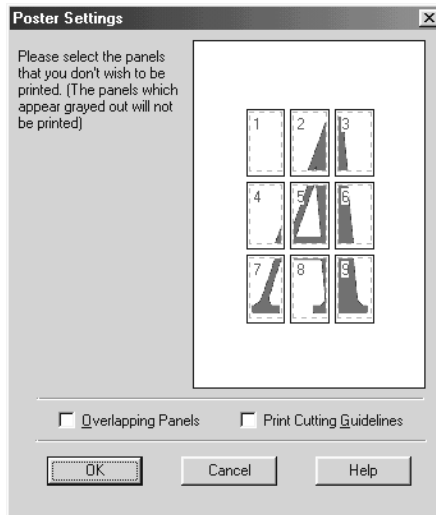 Poster Settings
Please select the panels
that you don't wish to be
printed. (The panels which
appear grayed out will not
be printed)
1 2 3
4 5 6
7 8 9
Overlapping Panels Print Cutting Guidelines
OK Cancel Help